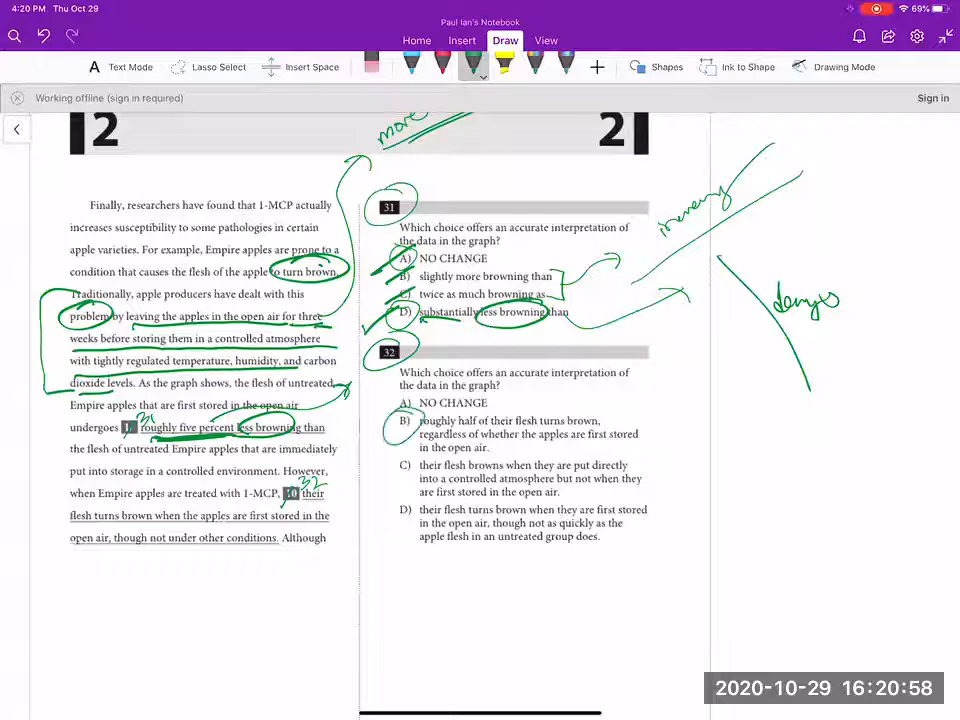 4:20 PM Thu Oct 29
69%
Paul Ian's Notebook
Home Insert Draw View
Text Mode Lasso Select Insert Space Shapes Ink to Shape Drawing Mode
Working offline (sign in required) Sign in
2 2
more
Finally, researchers have found that 1-MCP actually
increases susceptibility to some pathologies in certain
apple varieties. For example, Empire apples are prone to a
condition that causes the flesh of the apple to turn brown.
Traditionally, apple producers have dealt with this
problem by leaving the apples in the open air for three
weeks before storing them in a controlled atmosphere
with tightly regulated temperature, humidity, and carbon
dioxide levels. As the graph shows, the flesh of untreated
Empire apples that are first stored in the open air
undergoes 31 roughly five percent less browning than
the flesh of untreated Empire apples that are immediately
put into storage in a controlled environment. However,
32
when Empire apples are treated with 1-MCP, 10 their
flesh turns brown when the apples are first stored in the
open air, though not under other conditions. Although
31
Which choice offers an accurate interpretation of
the data in the graph?
A) NO CHANGE
B) slightly more browning than
C) twice as much browning as
D) substantially less browning than
32
Which choice offers an accurate interpretation of
the data in the graph?
A) NO CHANGE
B) roughly half of their flesh turns brown,
regardless of whether the apples are first stored
in the open air.
C) their flesh browns when they are put directly
into a controlled atmosphere but not when they
are first stored in the open air.
D) their flesh turns brown when they are first stored
in the open air, though not as quickly as the
apple flesh in an untreated group does.
2020-10-29 16:20:58